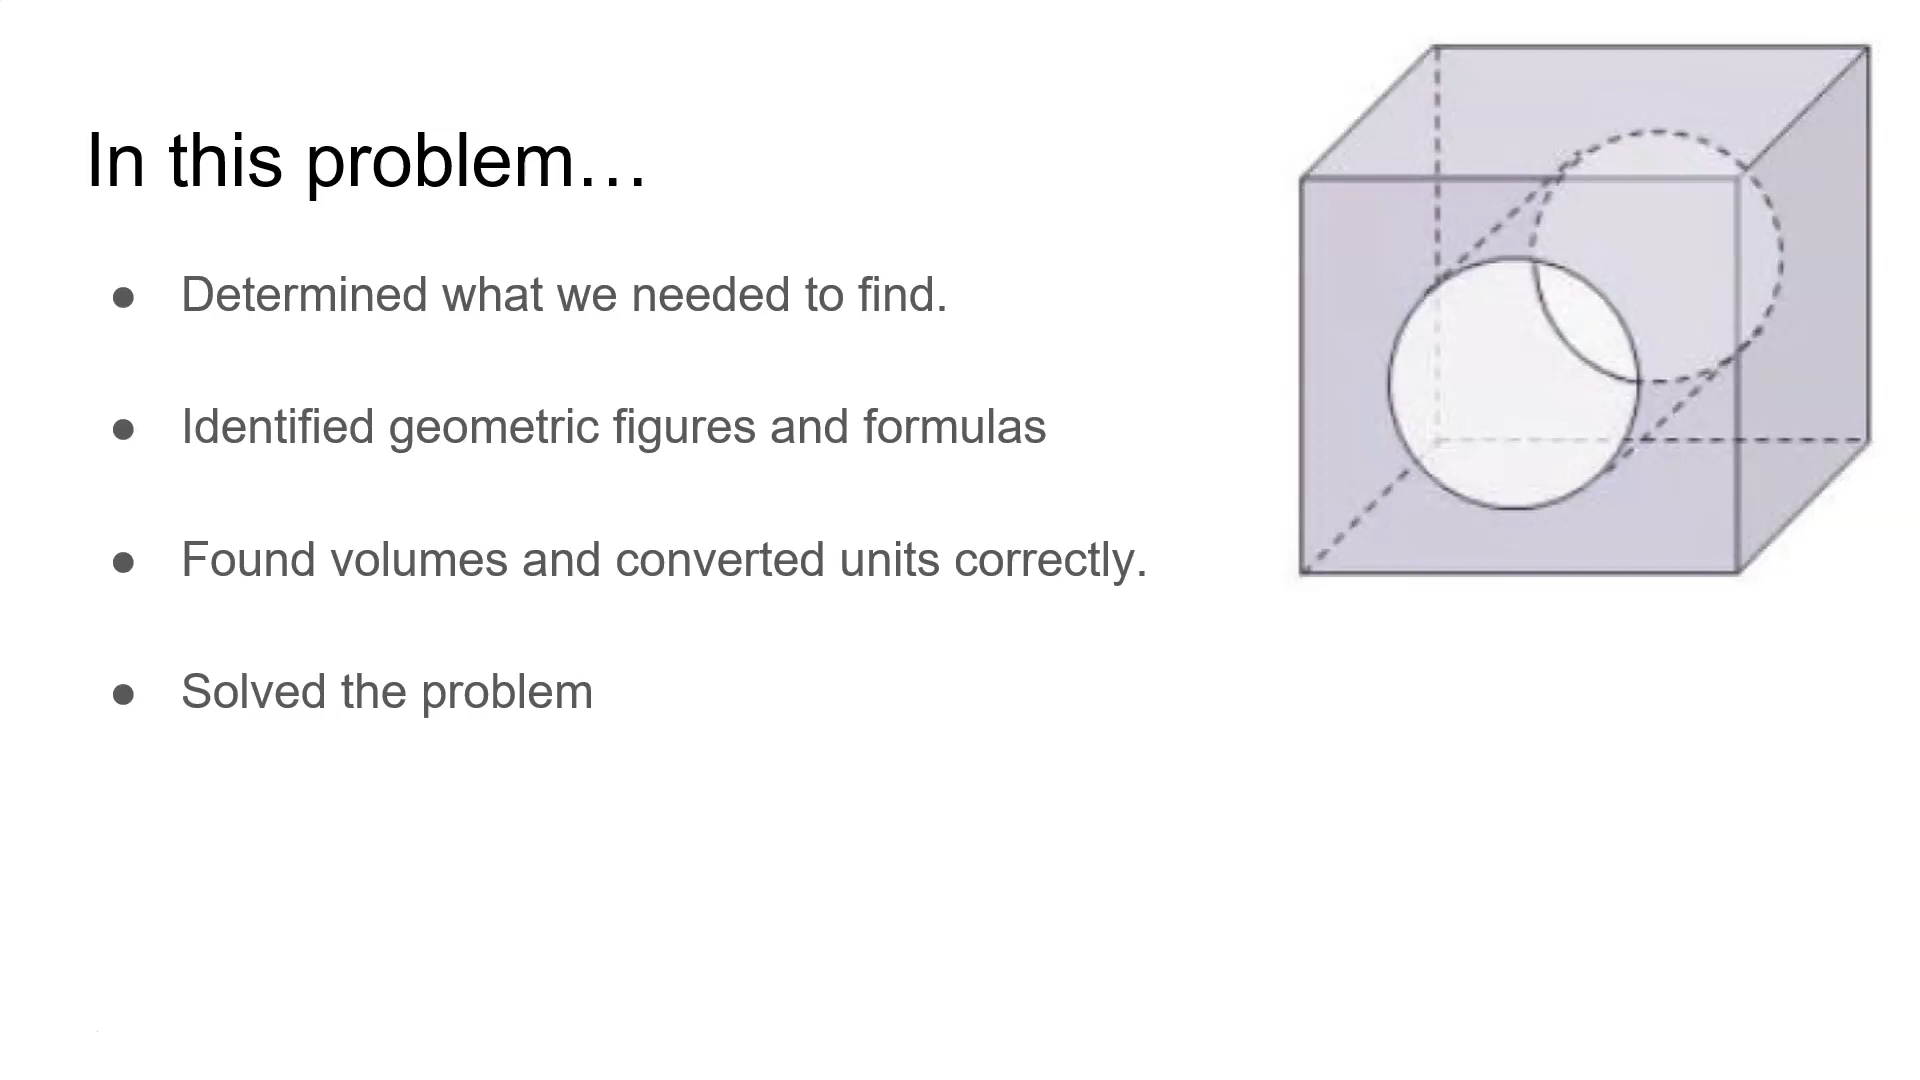 In this problem…
● Determined what we needed to find.
● Identified geometric figures and formulas
● Found volumes and converted units correctly.
● Solved the problem